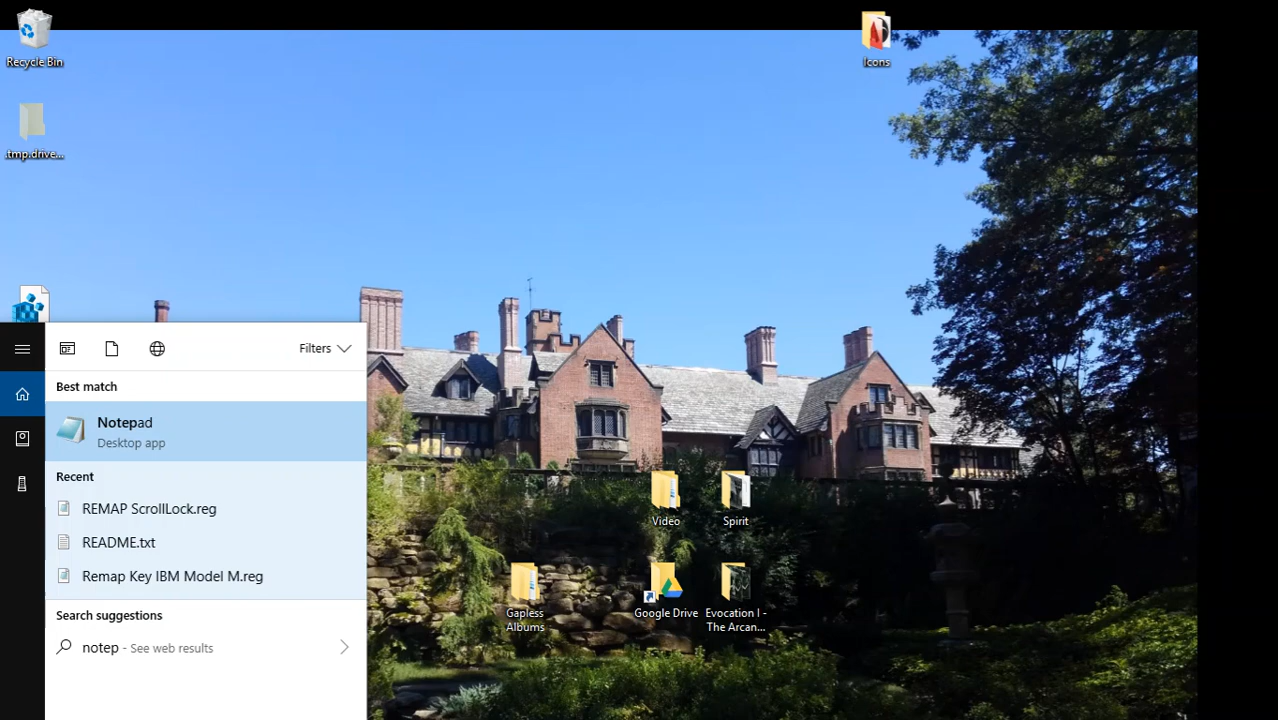 Recycle Bin
Icons
.tmp.drive...
Filters
Best match
Notepad
Desktop app
Recent
REMAP ScrollLock.reg
README.txt
Remap Key IBM Model M.reg
Search suggestions
notep - See web results
Video
Spirit
Gapless
Albums
Google Drive
Evocation I -
The Arcan...